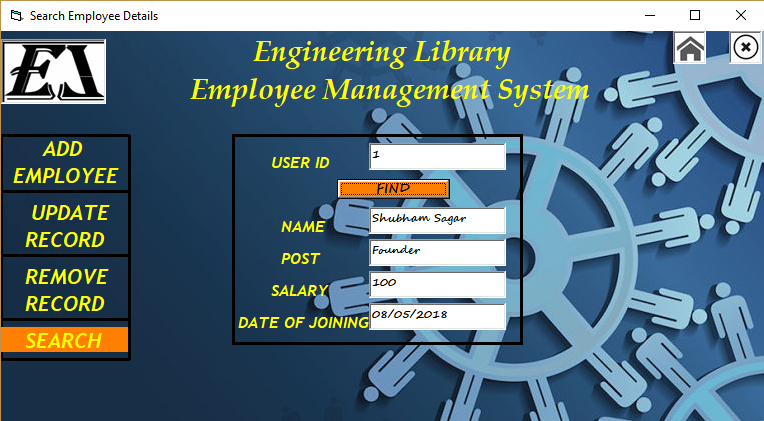 Search Employee Details
Engineering Library
Employee Management System
ADD
EMPLOYEE
UPDATE
RECORD
REMOVE
RECORD
SEARCH
USER ID 1
FIND
NAME Shubham Sagar
POST Founder
SALARY 100
DATE OF JOINING 08/05/2018